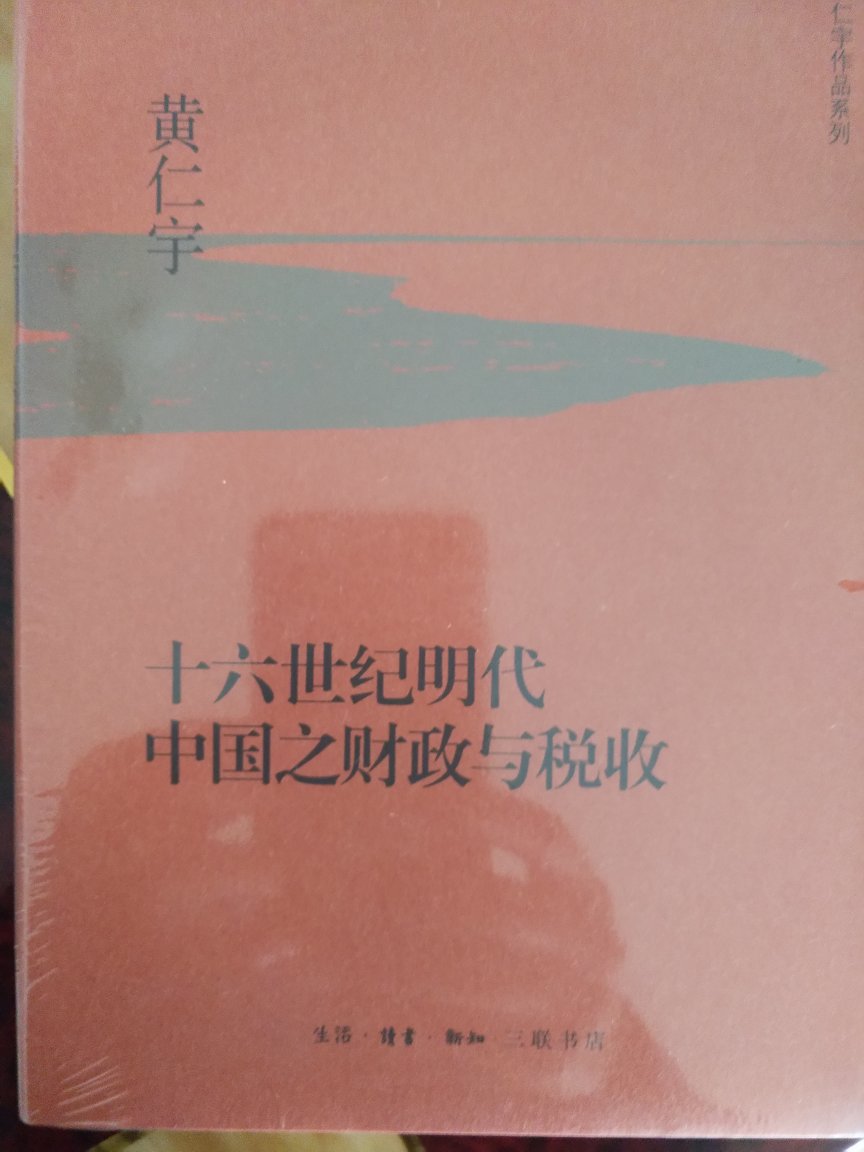 仁宇作品系列
黄仁宇
十六世纪明代
中国之财政与税收
生活·讀書·新知 三联书店